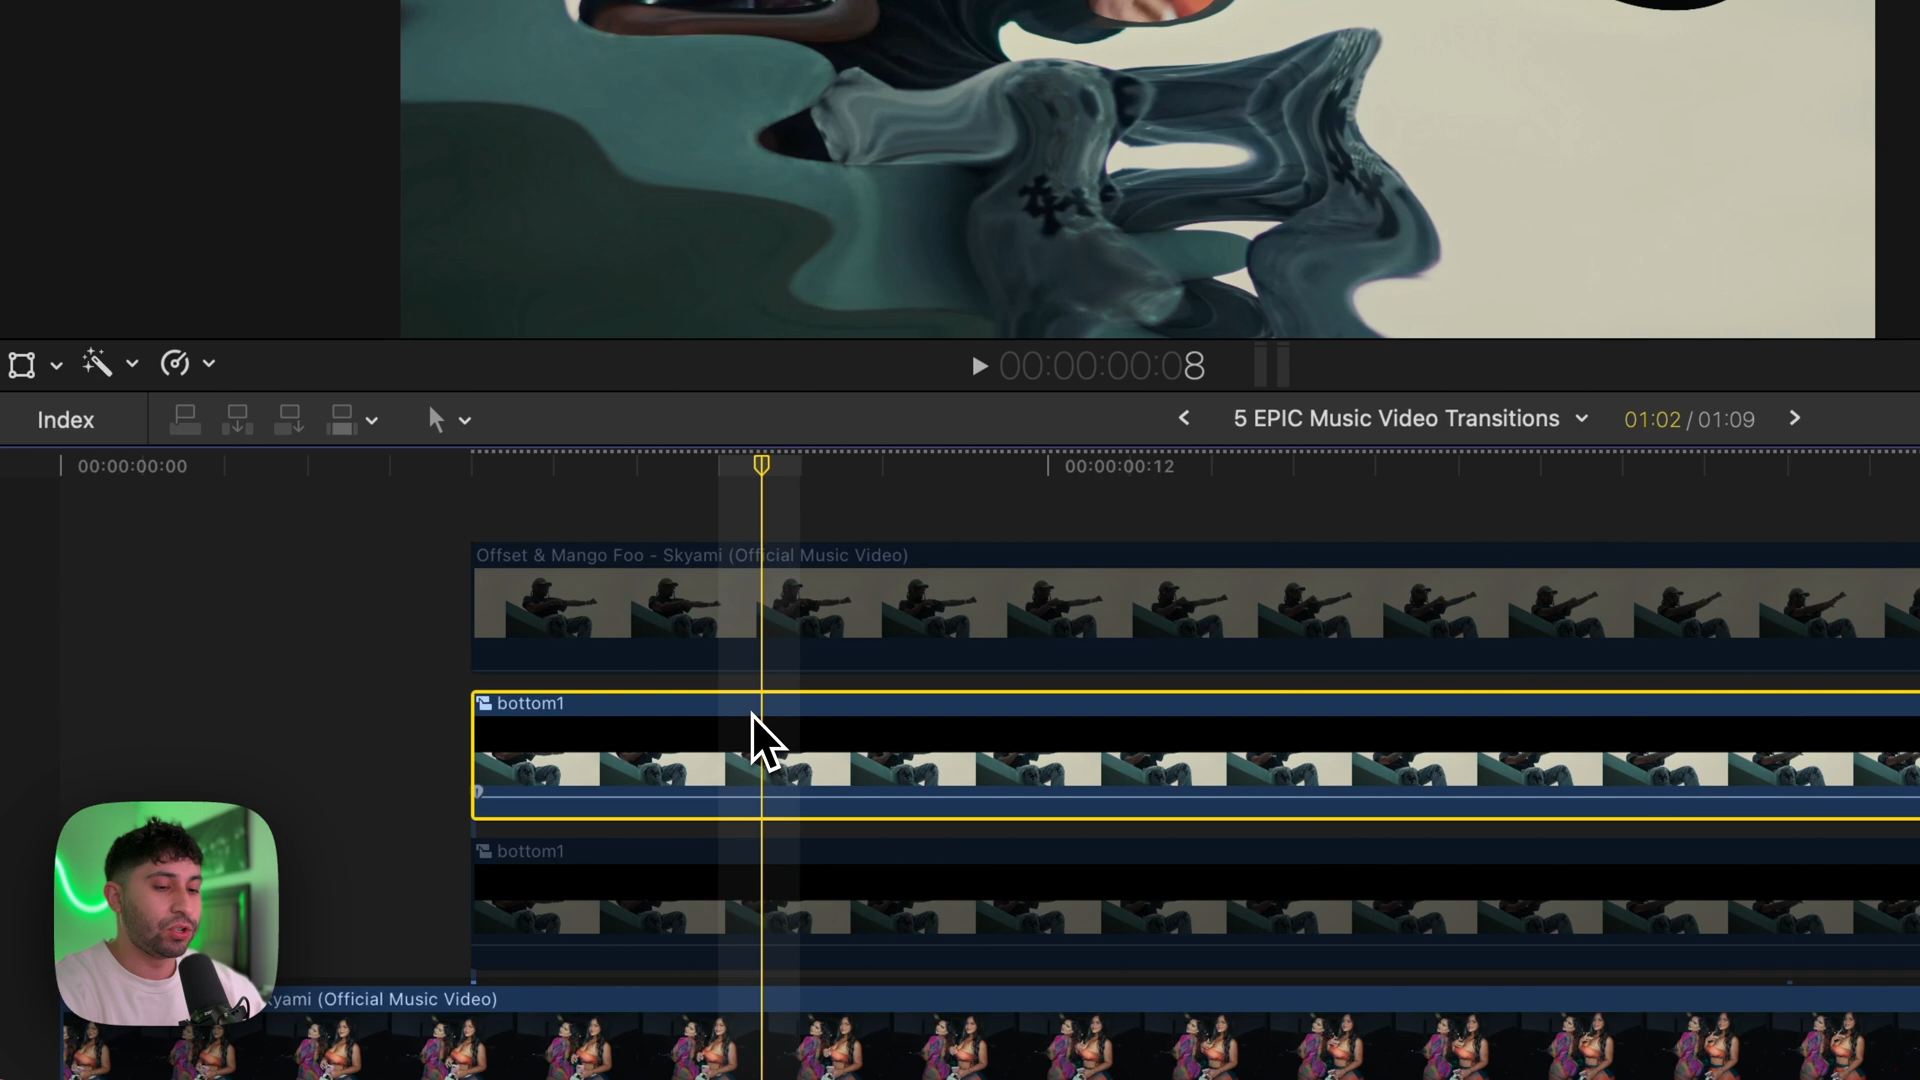 00:00:00:08
Index
5 EPIC Music Video Transitions
01:02 / 01:09
00:00:00:00
00:00:00:12
Offset & Mango Foo - Skyami (Official Music Video)
bottom1
bottom1
kyami (Official Music Video)